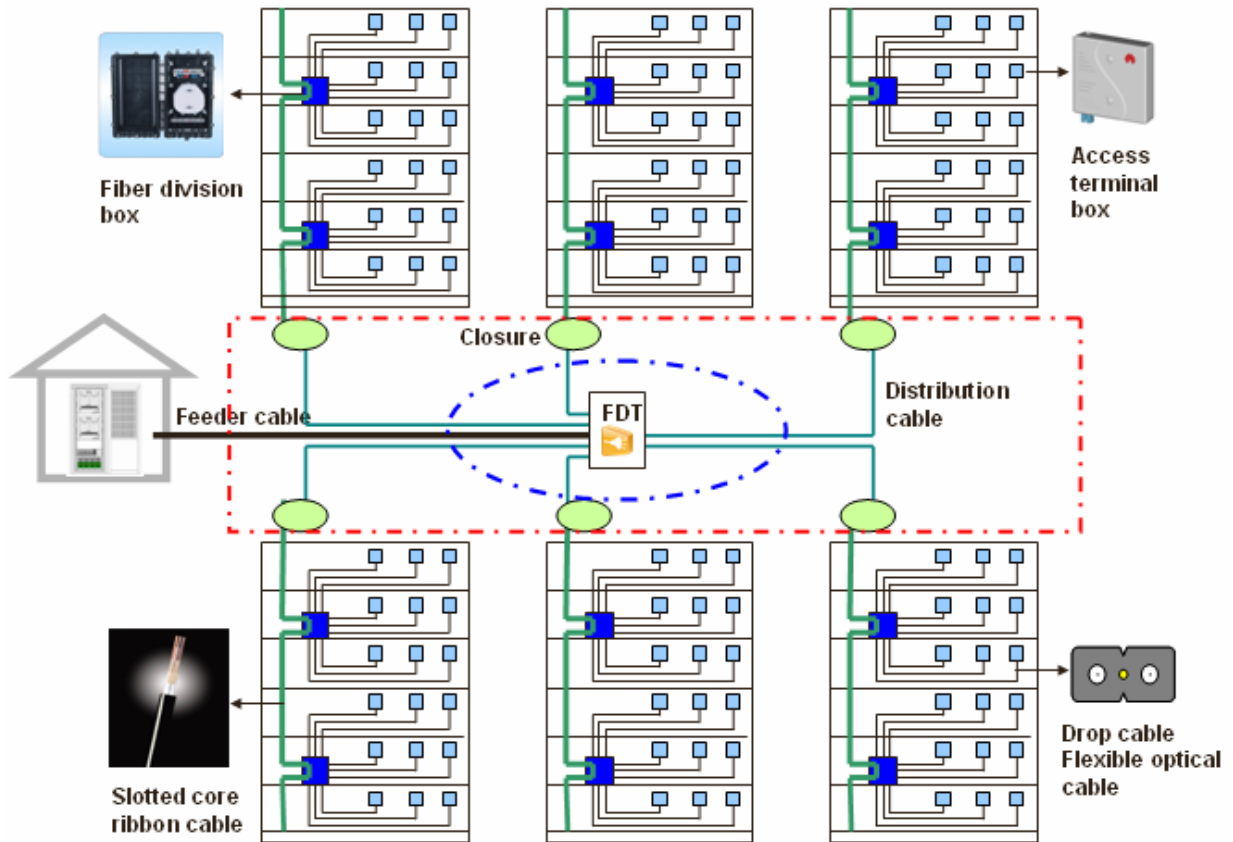 Fiber division
box
Access
terminal
box
Closure
Distribution
cable
Feeder cable
FDT
Slotted core
ribbon cable
Drop cable
Flexible optical
cable